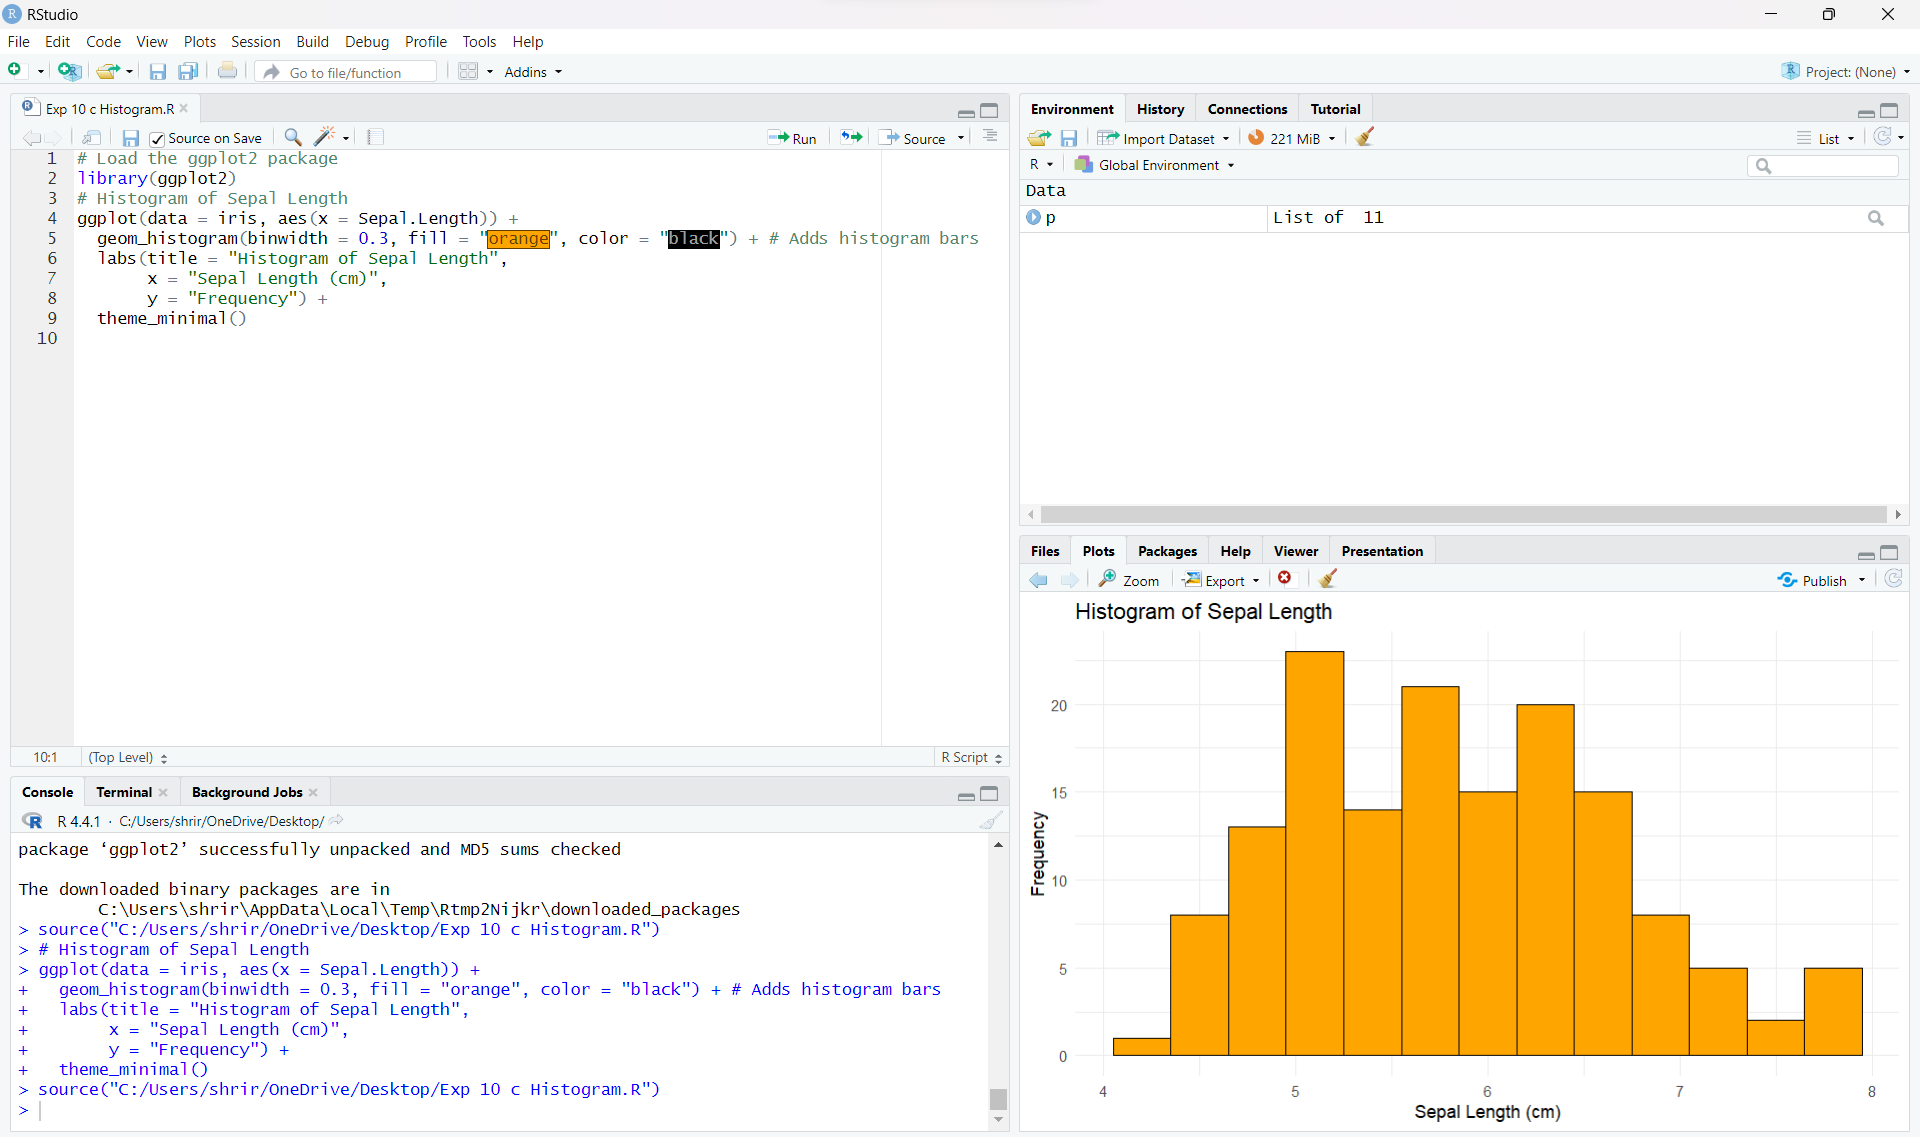 RStudio
File Edit Code View Plots Session Build Debug Profile Tools Help
Go to file/function Addins Project: (None)
Exp 10 c Histogram.R
Source on Save Run Source
1 # Load the ggplot2 package
2 library(ggplot2)
3 # Histogram of Sepal Length
4 ggplot(data = iris, aes(x = Sepal.Length)) +
5   geom_histogram(binwidth = 0.3, fill = "orange", color = "black") + # Adds histogram bars
6   labs(title = "Histogram of Sepal Length",
7        x = "Sepal Length (cm)",
8        y = "Frequency") +
9   theme_minimal()
10
10:1 (Top Level) R Script
Console Terminal Background Jobs
R 4.4.1 · C:/Users/shrir/OneDrive/Desktop/
package ‘ggplot2’ successfully unpacked and MD5 sums checked
The downloaded binary packages are in
        C:\Users\shrir\AppData\Local\Temp\Rtmp2Nijkr\downloaded_packages
> source("C:/Users/shrir/OneDrive/Desktop/Exp 10 c Histogram.R")
> # Histogram of Sepal Length
> ggplot(data = iris, aes(x = Sepal.Length)) +
+   geom_histogram(binwidth = 0.3, fill = "orange", color = "black") + # Adds histogram bars
+   labs(title = "Histogram of Sepal Length",
+        x = "Sepal Length (cm)",
+        y = "Frequency") +
+   theme_minimal()
> source("C:/Users/shrir/OneDrive/Desktop/Exp 10 c Histogram.R")
>
Environment History Connections Tutorial
Import Dataset 221 MiB List
R Global Environment
Data
p List of 11
Files Plots Packages Help Viewer Presentation
Zoom Export Publish
Histogram of Sepal Length
20
15
10
5
0
Frequency
4 5 6 7 8
Sepal Length (cm)